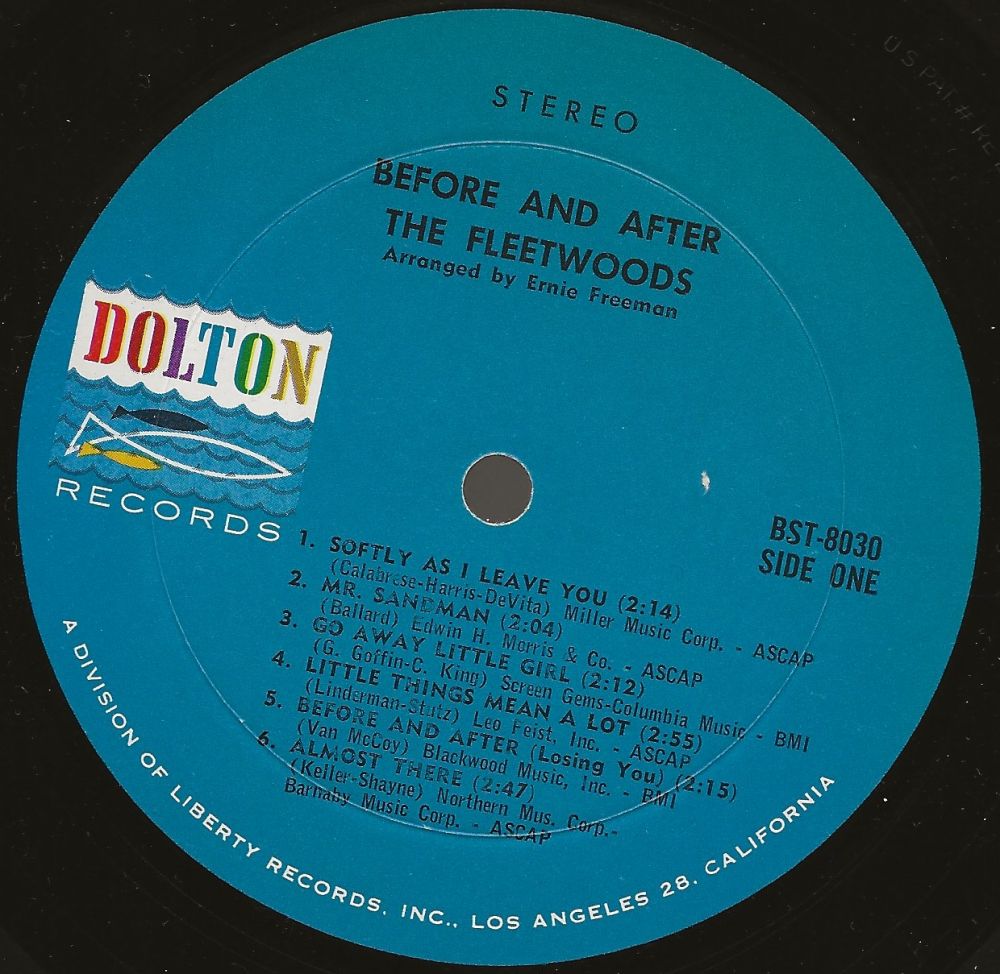 STEREO
BEFORE AND AFTER
THE FLEETWOODS
Arranged by Ernie Freeman
DOLTON
RECORDS
BST-8030
SIDE ONE
1. SOFTLY AS I LEAVE YOU (2:14)
(Calabrese-Harris-DeVita) Miller Music Corp. - ASCAP
2. MR. SANDMAN (2:04)
(Ballard) Edwin H. Morris & Co. - ASCAP
3. GO AWAY LITTLE GIRL (2:12)
(G. Goffin-C. King) Screen Gems-Columbia Music - BMI
4. LITTLE THINGS MEAN A LOT (2:55)
(Linderman-Stutz) Leo Feist, Inc. - ASCAP
5. BEFORE AND AFTER (Losing You) (2:15)
(Van McCoy) Blackwood Music, Inc. - BMI
6. ALMOST THERE (2:47)
(Keller-Shayne) Northern Mus. Corp.-
Barnaby Music Corp. - ASCAP
A DIVISION OF LIBERTY RECORDS, INC., LOS ANGELES 28, CALIFORNIA
U.S. PAT #